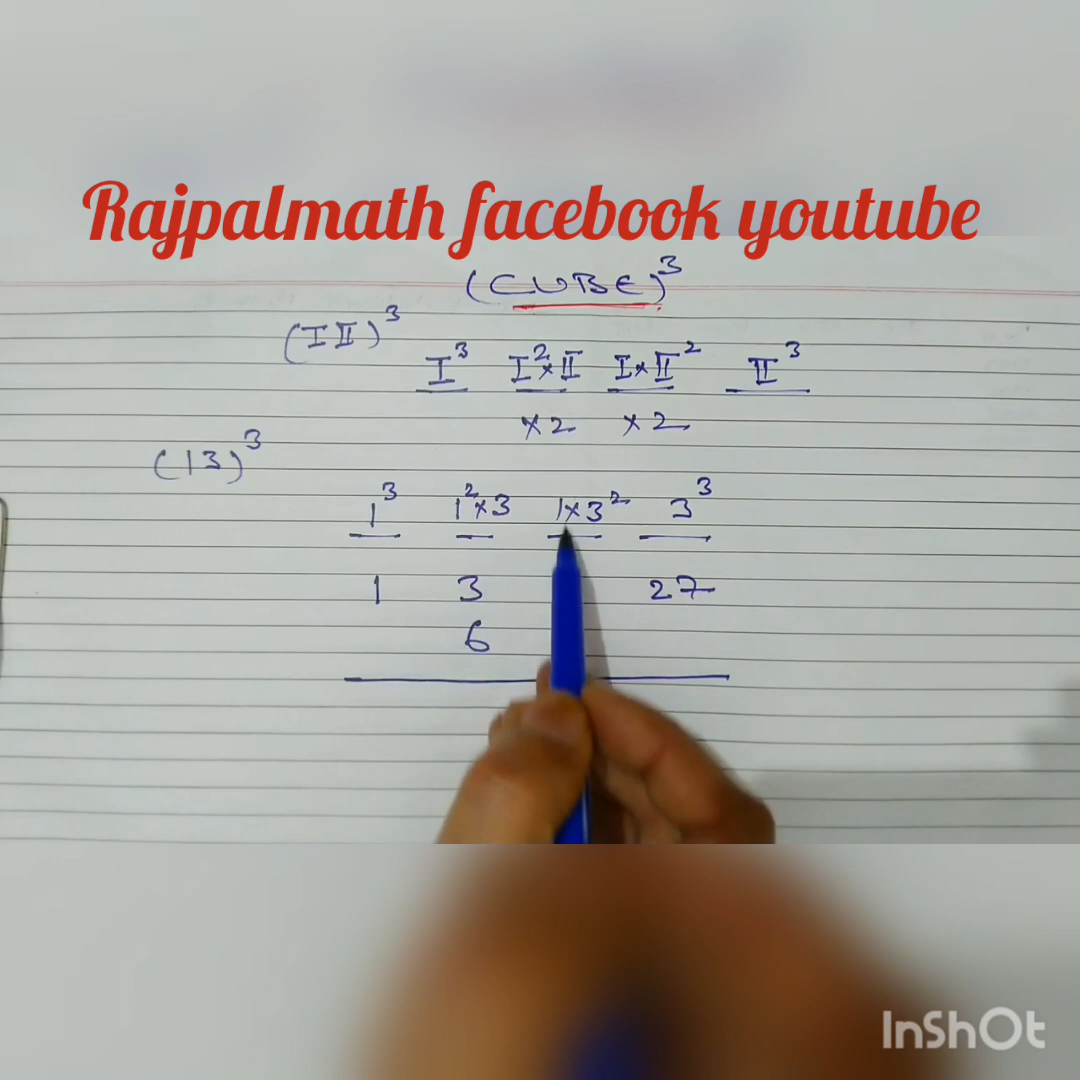 Rajpalmath facebook youtube
(CUBE)³
(I II)³
I³ I²×II I×II² II³
×2 ×2
(13)³
1³ 1²×3 1×3² 3³
1 3 27
6
InShOt